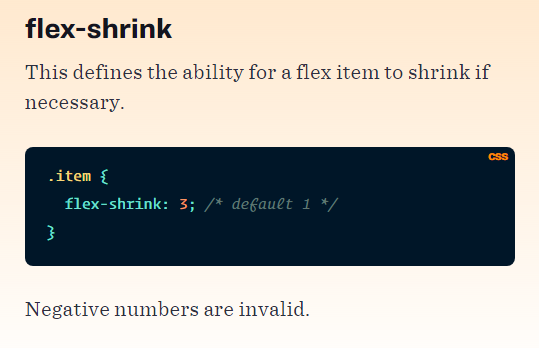 flex-shrink
This defines the ability for a flex item to shrink if
necessary.
CSS
.item {
  flex-shrink: 3; /* default 1 */
}
Negative numbers are invalid.